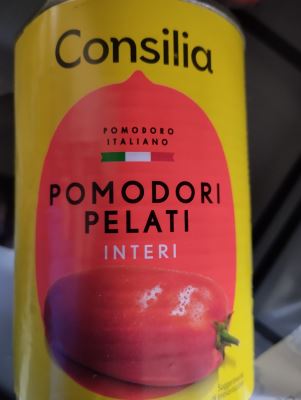 Consilia
POMODORO
ITALIANO
POMODORI
PELATI
INTERI